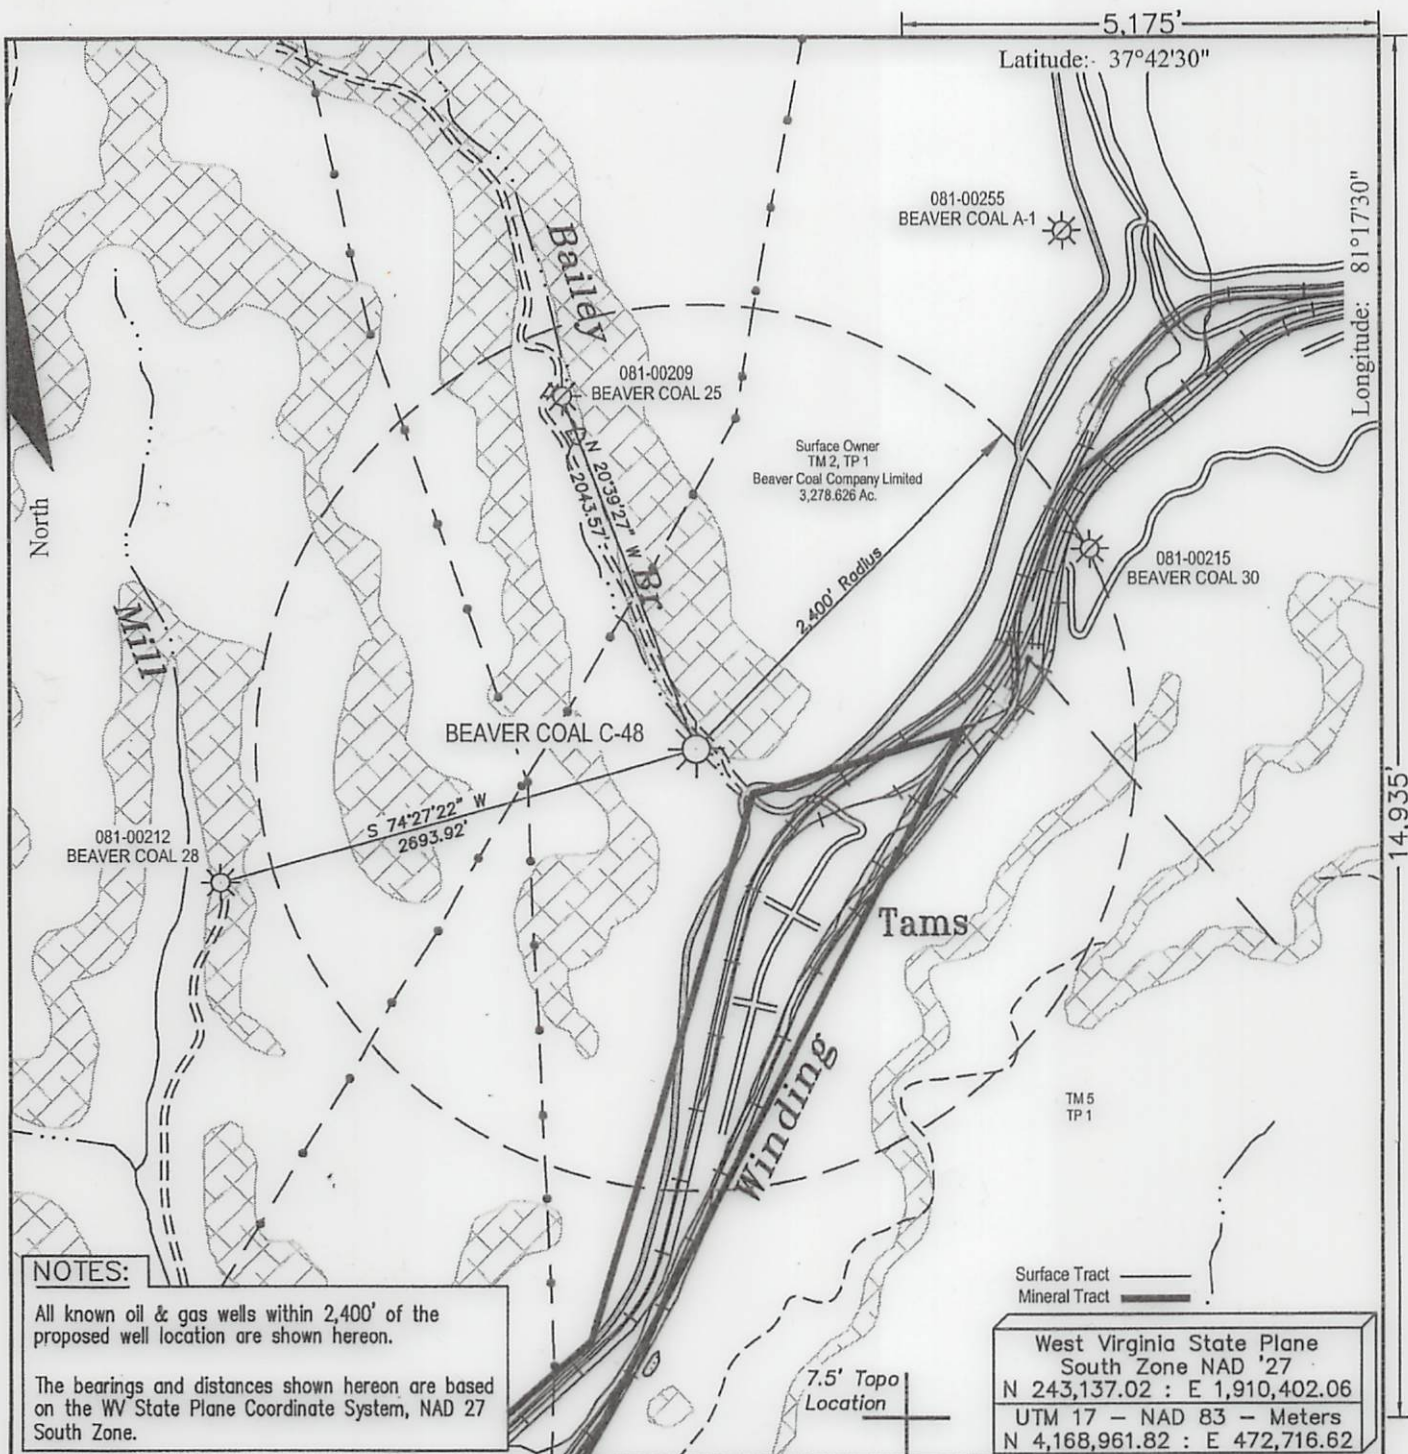 5,175'
Latitude: 37°42'30"
081-00255
BEAVER COAL A-1
Longitude: 81°17'30"
Bailey
081-00209
BEAVER COAL 25
Surface Owner
TM 2, TP 1
Beaver Coal Company Limited
3,278.626 Ac.
N 20°39'27" W
2043.57'
North
Br
2,400' Radius
081-00215
BEAVER COAL 30
Mill
BEAVER COAL C-48
14,935'
S 74°27'22" W
2693.92'
081-00212
BEAVER COAL 28
Tams
Winding
TM 5
TP 1
NOTES:
All known oil & gas wells within 2,400' of the
proposed well location are shown hereon.
The bearings and distances shown hereon are based
on the WV State Plane Coordinate System, NAD 27
South Zone.
Surface Tract
Mineral Tract
7.5' Topo
Location
West Virginia State Plane
South Zone NAD '27
N 243,137.02 : E 1,910,402.06
UTM 17 - NAD 83 - Meters
N 4,168,961.82 : E 472,716.62